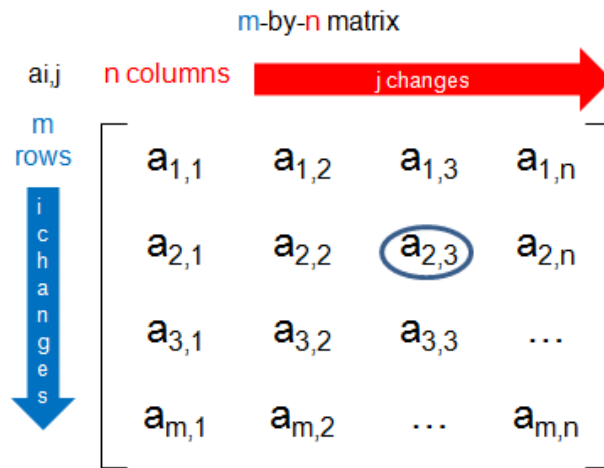 m-by-n matrix
ai,j n columns j changes
m
rows
i changes
a1,1 a1,2 a1,3 a1,n
a2,1 a2,2 a2,3 a2,n
a3,1 a3,2 a3,3 ...
am,1 am,2 ... am,n